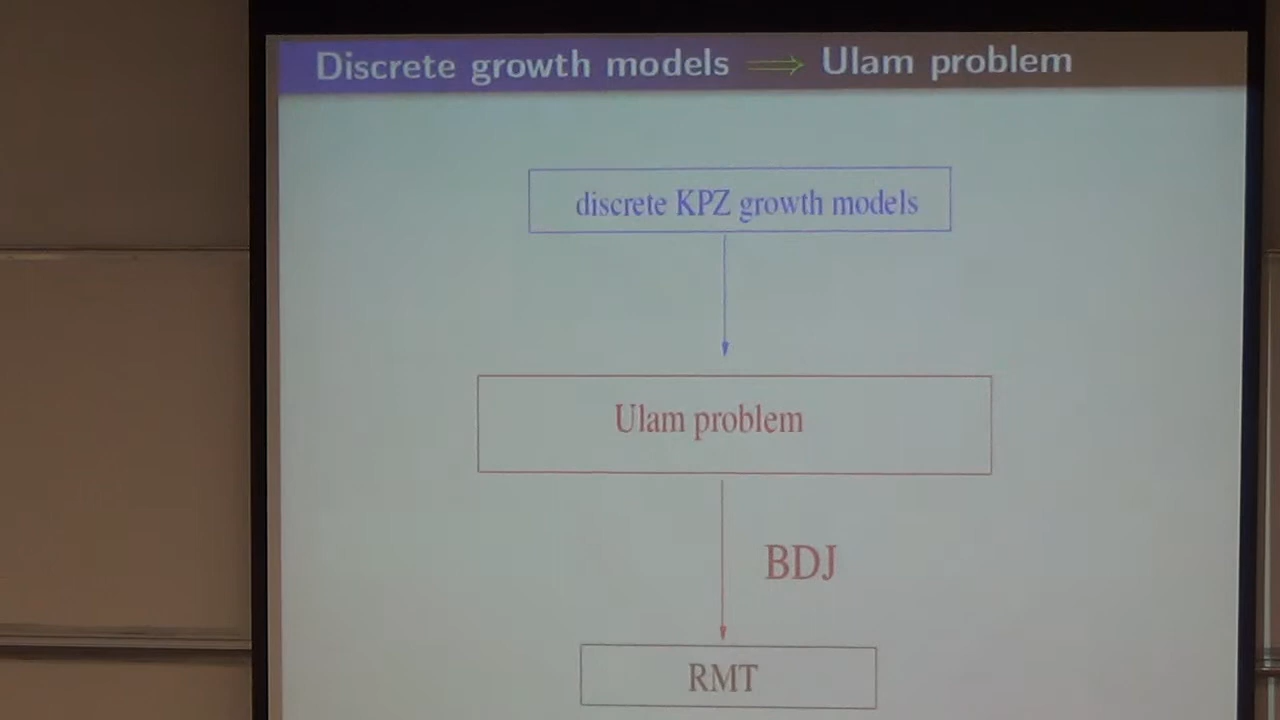 Discrete growth models ⟹ Ulam problem
discrete KPZ growth models
Ulam problem
BDJ
RMT